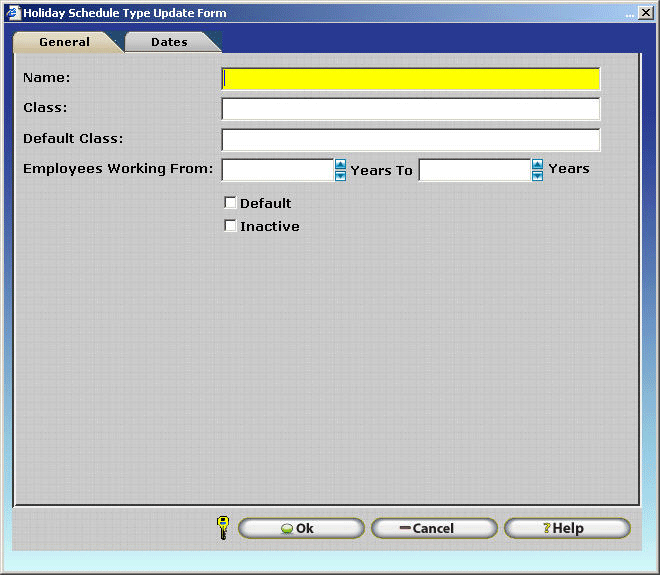 Holiday Schedule Type Update Form ...
General Dates
Name:
Class:
Default Class:
Employees Working From: Years To Years
Default
Inactive
Ok Cancel ?Help